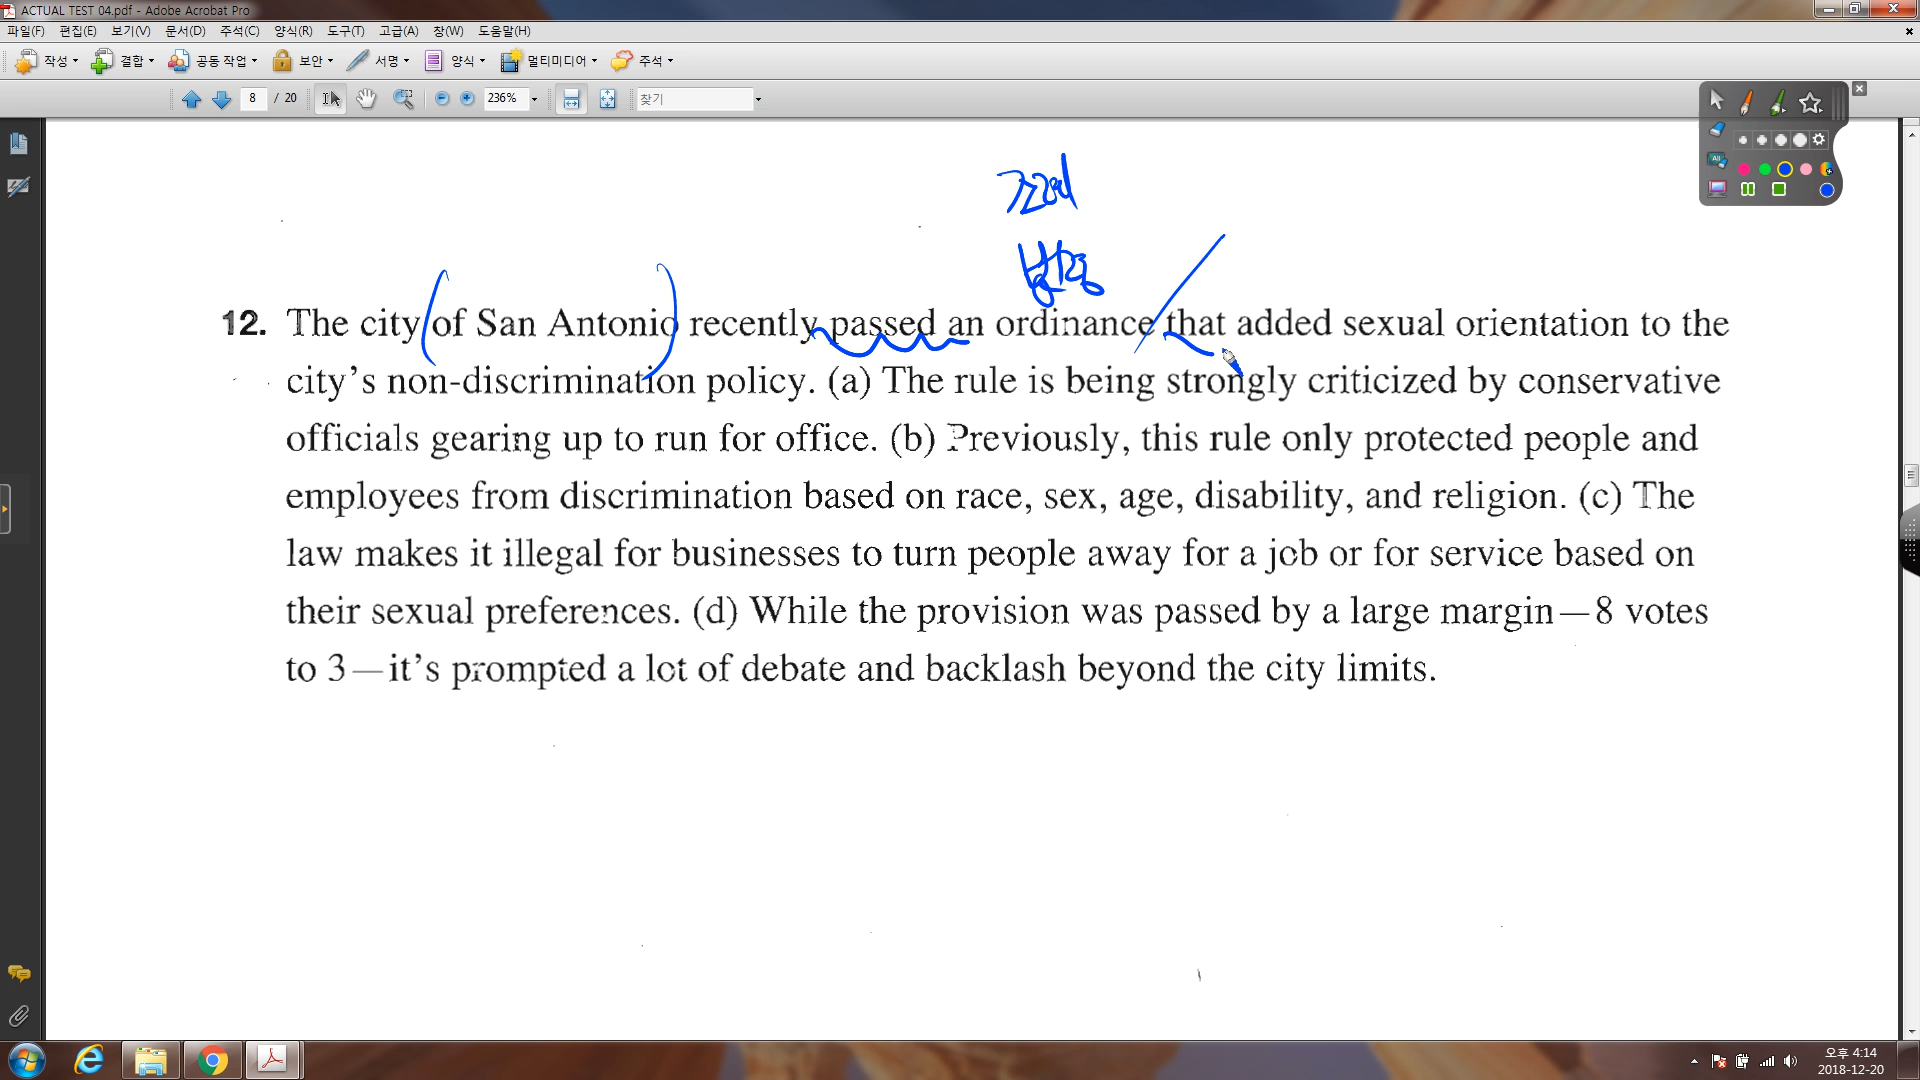 ACTUAL TEST 04.pdf - Adobe Acrobat Pro
파일(F) 편집(E) 보기(V) 문서(D) 주석(C) 양식(R) 도구(T) 고급(A) 창(W) 도움말(H)
작성 결합 공동 작업 보안 서명 양식 멀티미디어 주석
8 / 20 236% 찾기
All
12. The city of San Antonio recently passed an ordinance that added sexual orientation to the
city's non-discrimination policy. (a) The rule is being strongly criticized by conservative
officials gearing up to run for office. (b) Previously, this rule only protected people and
employees from discrimination based on race, sex, age, disability, and religion. (c) The
law makes it illegal for businesses to turn people away for a job or for service based on
their sexual preferences. (d) While the provision was passed by a large margin—8 votes
to 3—it's prompted a lot of debate and backlash beyond the city limits.
오후 4:14
2018-12-20